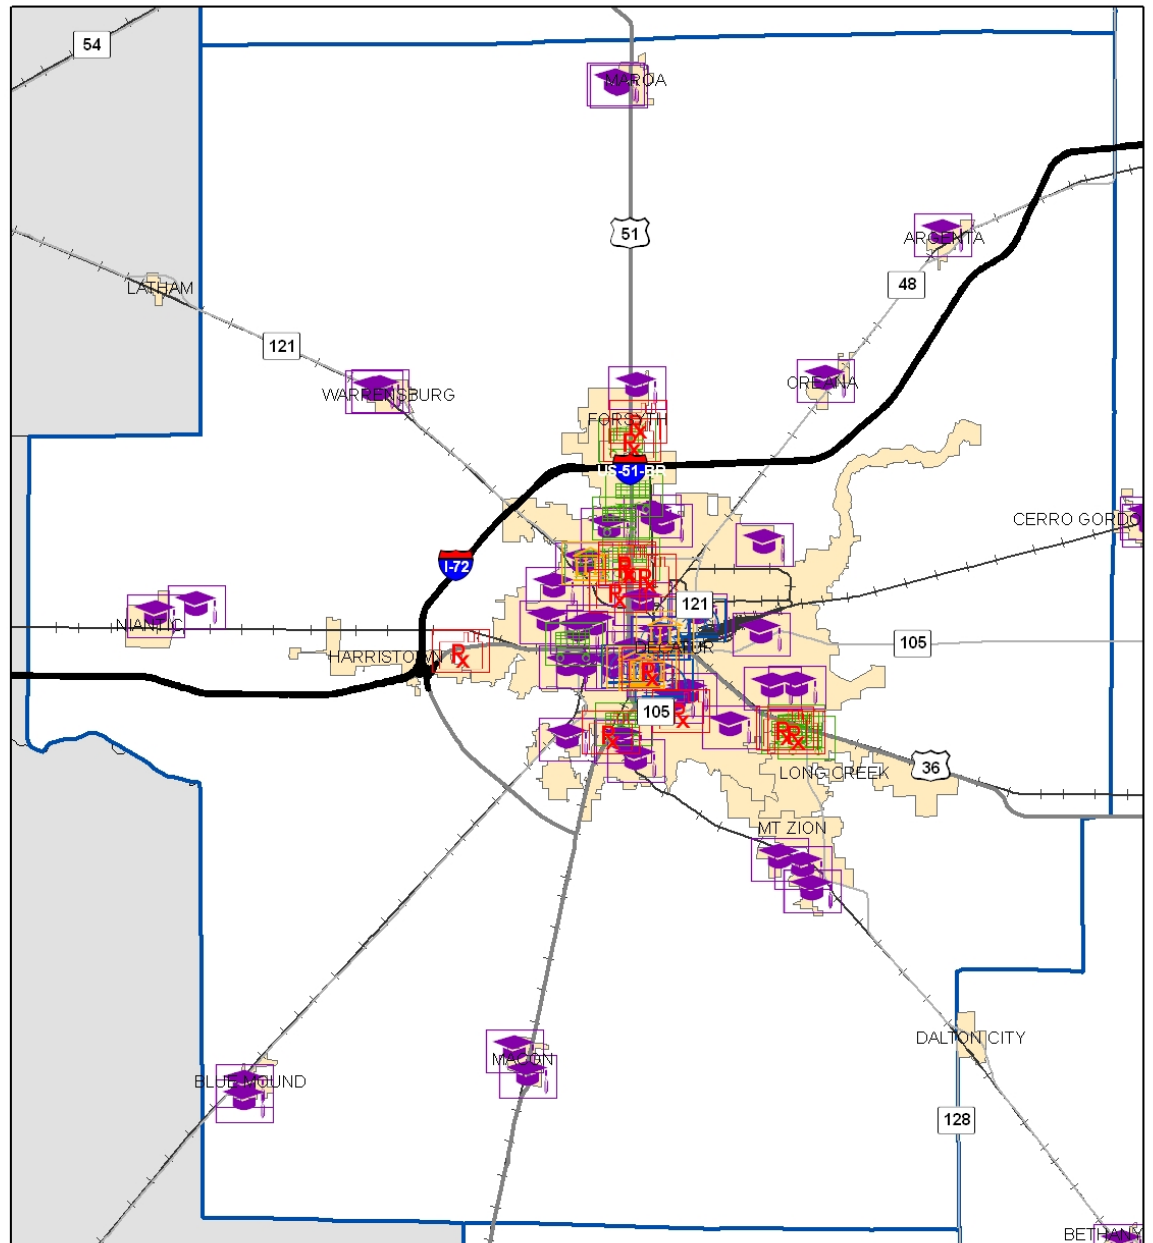 54
MAROA
51
ARGENTA
48
LATHAM
121
WARRENSBURG
OREANA
FORSYTH
US-51-BR
CERRO GORDO
I-72
121
NIANTIC
105
DECATUR
HARRISTOWN
Rx
105
LONG CREEK
36
MT ZION
DALTON CITY
MACON
BLUE MOUND
128
BETHANY